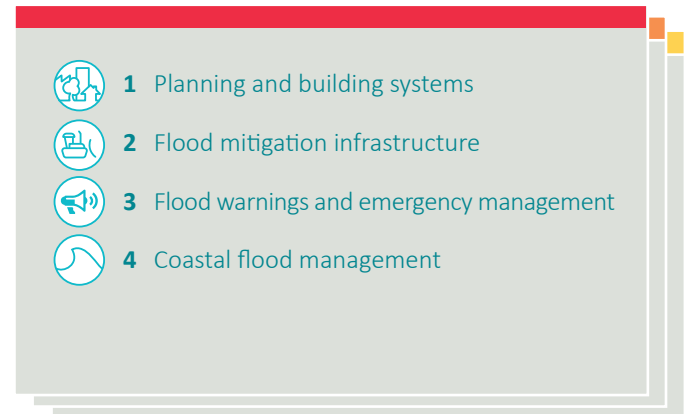 1 Planning and building systems
2 Flood mitigation infrastructure
3 Flood warnings and emergency management
4 Coastal flood management